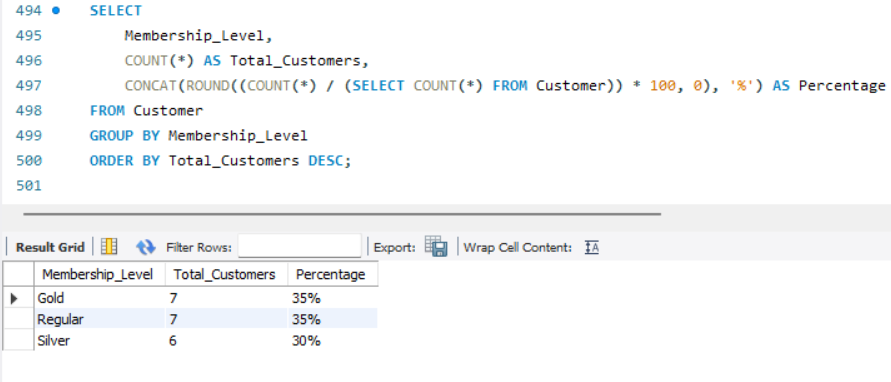 494 SELECT
495 Membership_Level,
496 COUNT(*) AS Total_Customers,
497 CONCAT(ROUND((COUNT(*) / (SELECT COUNT(*) FROM Customer)) * 100, 0), '%') AS Percentage
498 FROM Customer
499 GROUP BY Membership_Level
500 ORDER BY Total_Customers DESC;
501
Result Grid Filter Rows: Export: Wrap Cell Content: IA
Membership_Level Total_Customers Percentage
Gold 7 35%
Regular 7 35%
Silver 6 30%